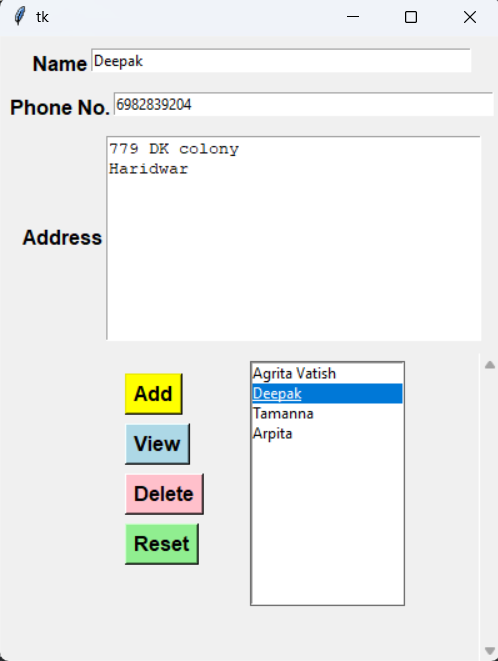 tk
Name Deepak
Phone No. 6982839204
779 DK colony
Haridwar
Address
Add
View
Delete
Reset
Agrita Vatish
Deepak
Tamanna
Arpita